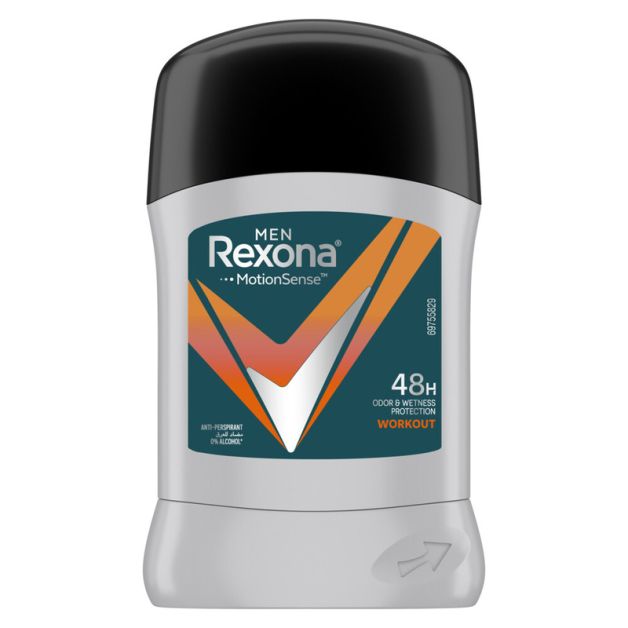 MEN
Rexona®
MotionSense™
69755829
48H
ODOR & WETNESS
PROTECTION
WORKOUT
ANTI-PERSPIRANT
مضاد للعرق
0% ALCOHOL*